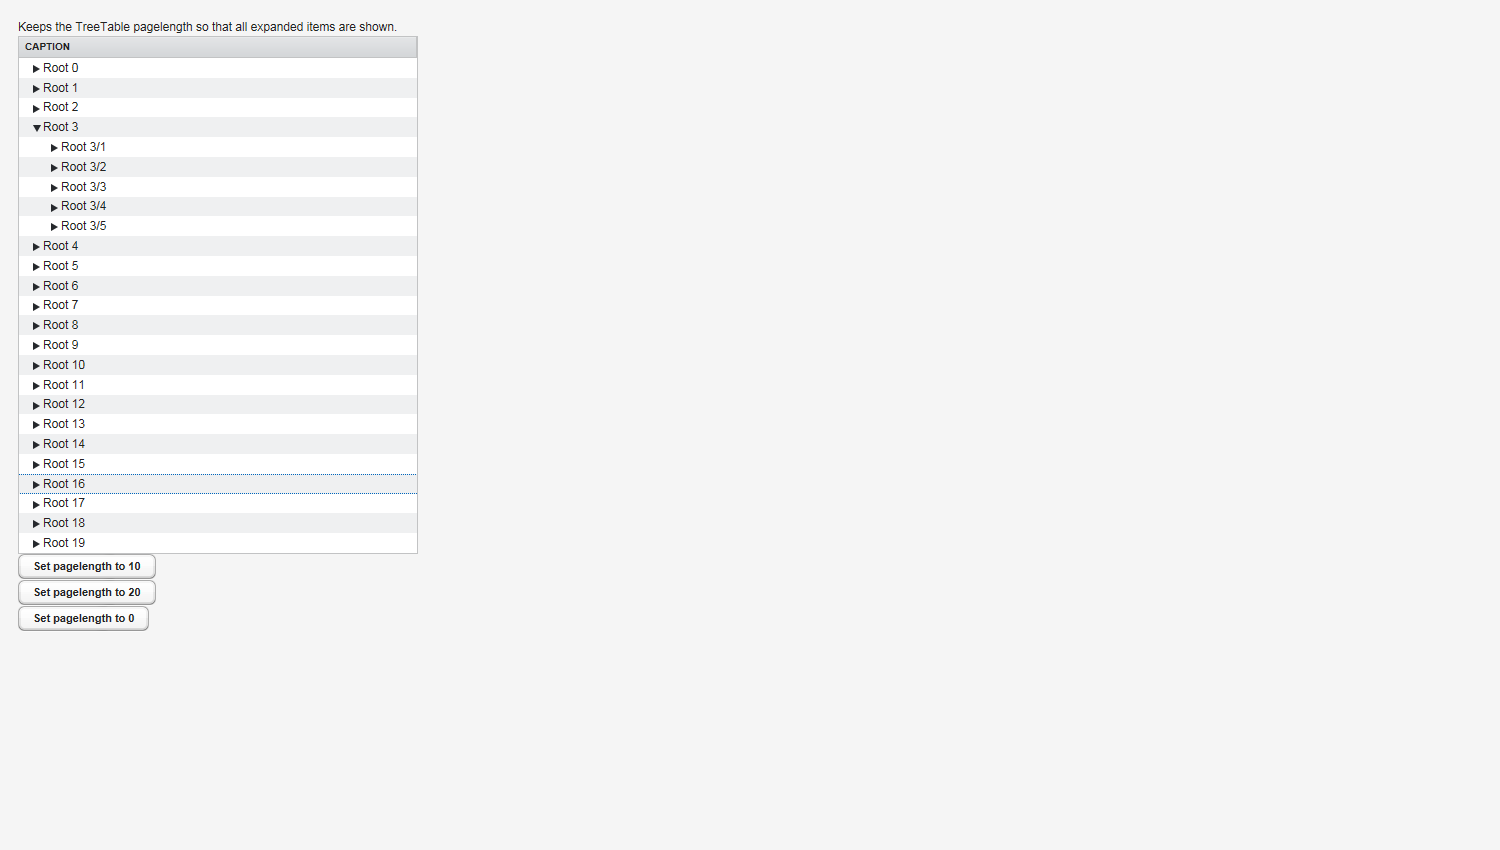 Keeps the TreeTable pagelength so that all expanded items are shown.
CAPTION
Root 0
Root 1
Root 2
Root 3
Root 3/1
Root 3/2
Root 3/3
Root 3/4
Root 3/5
Root 4
Root 5
Root 6
Root 7
Root 8
Root 9
Root 10
Root 11
Root 12
Root 13
Root 14
Root 15
Root 16
Root 17
Root 18
Root 19
Set pagelength to 10
Set pagelength to 20
Set pagelength to 0